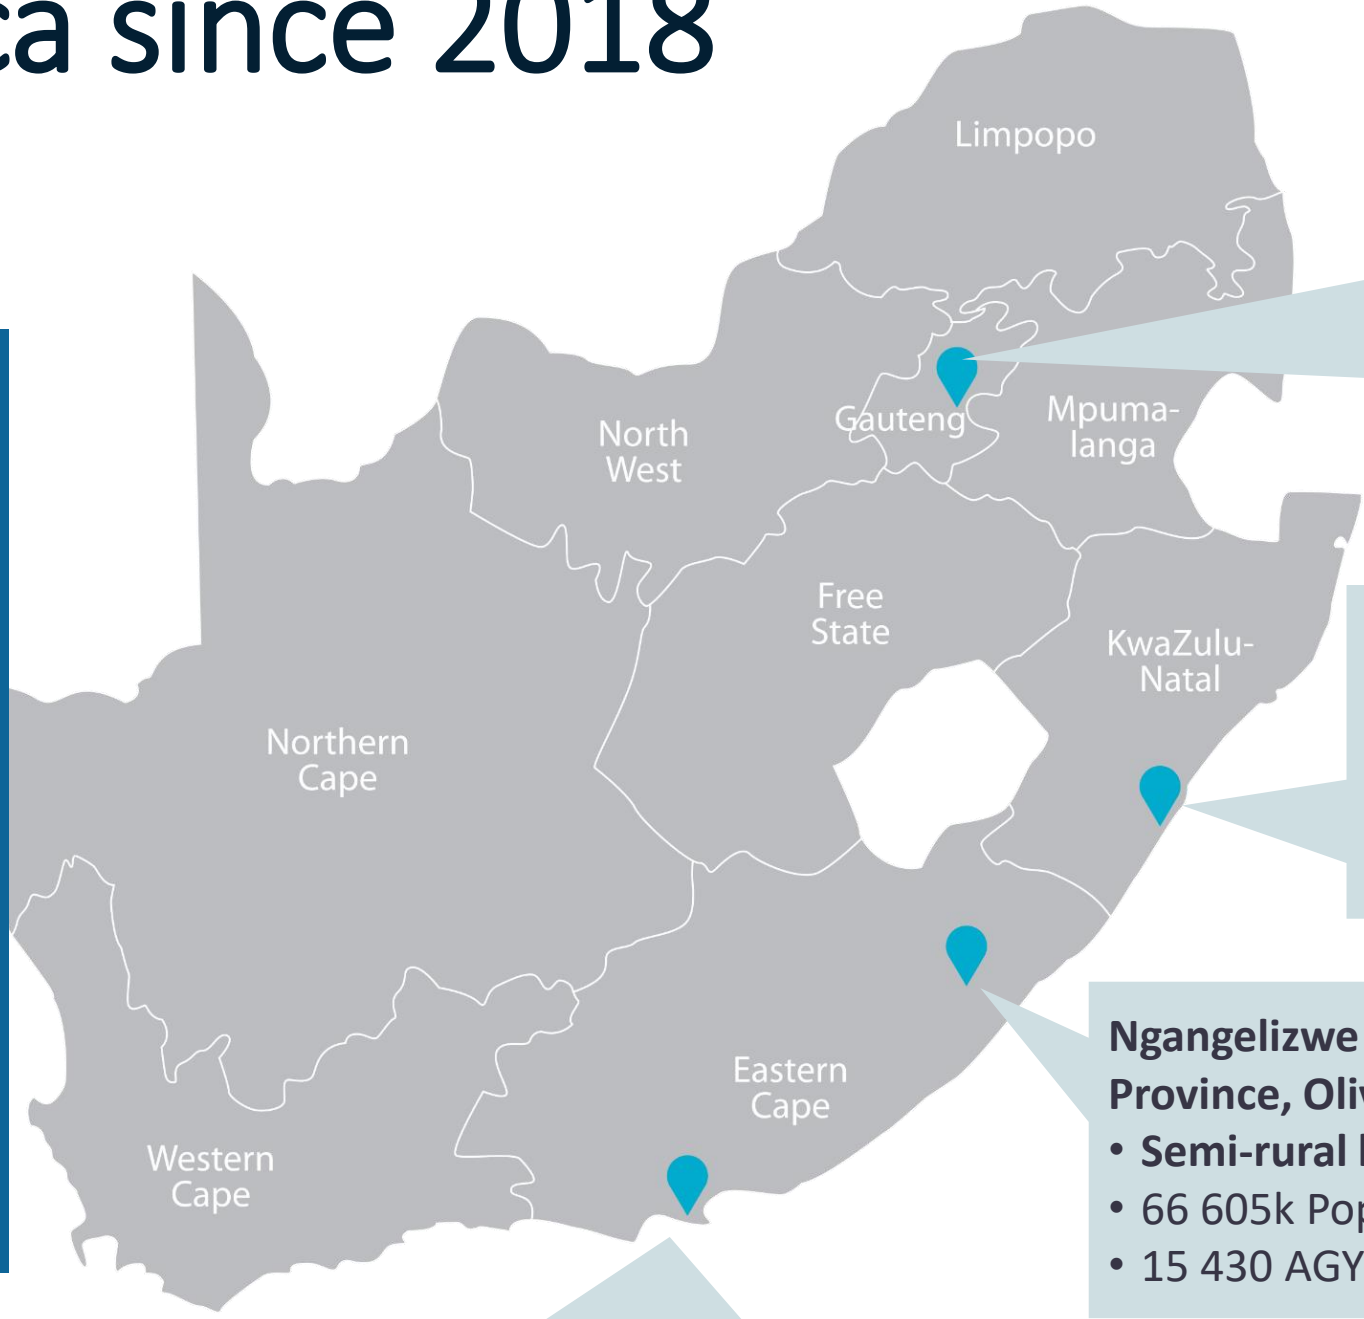 ca since 2018
Limpopo
North
West
Gauteng
Mpuma-
langa
Free
State
KwaZulu-
Natal
Northern
Cape
Eastern
Cape
Western
Cape
Ngangelizwe
Province, Oliv
• Semi-rural
• 66 605k Pop
• 15 430 AGY